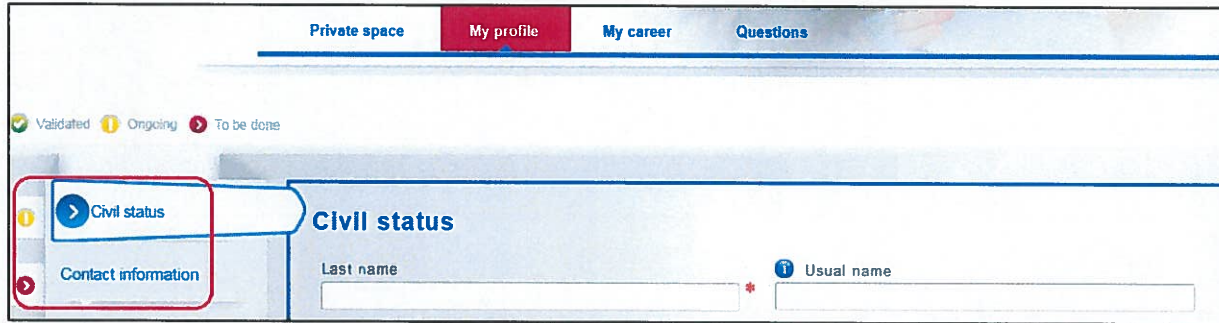 Private space My profile My career Questions
Validated Ongoing To be done
Civil status
Civil status
Contact information
Last name * Usual name